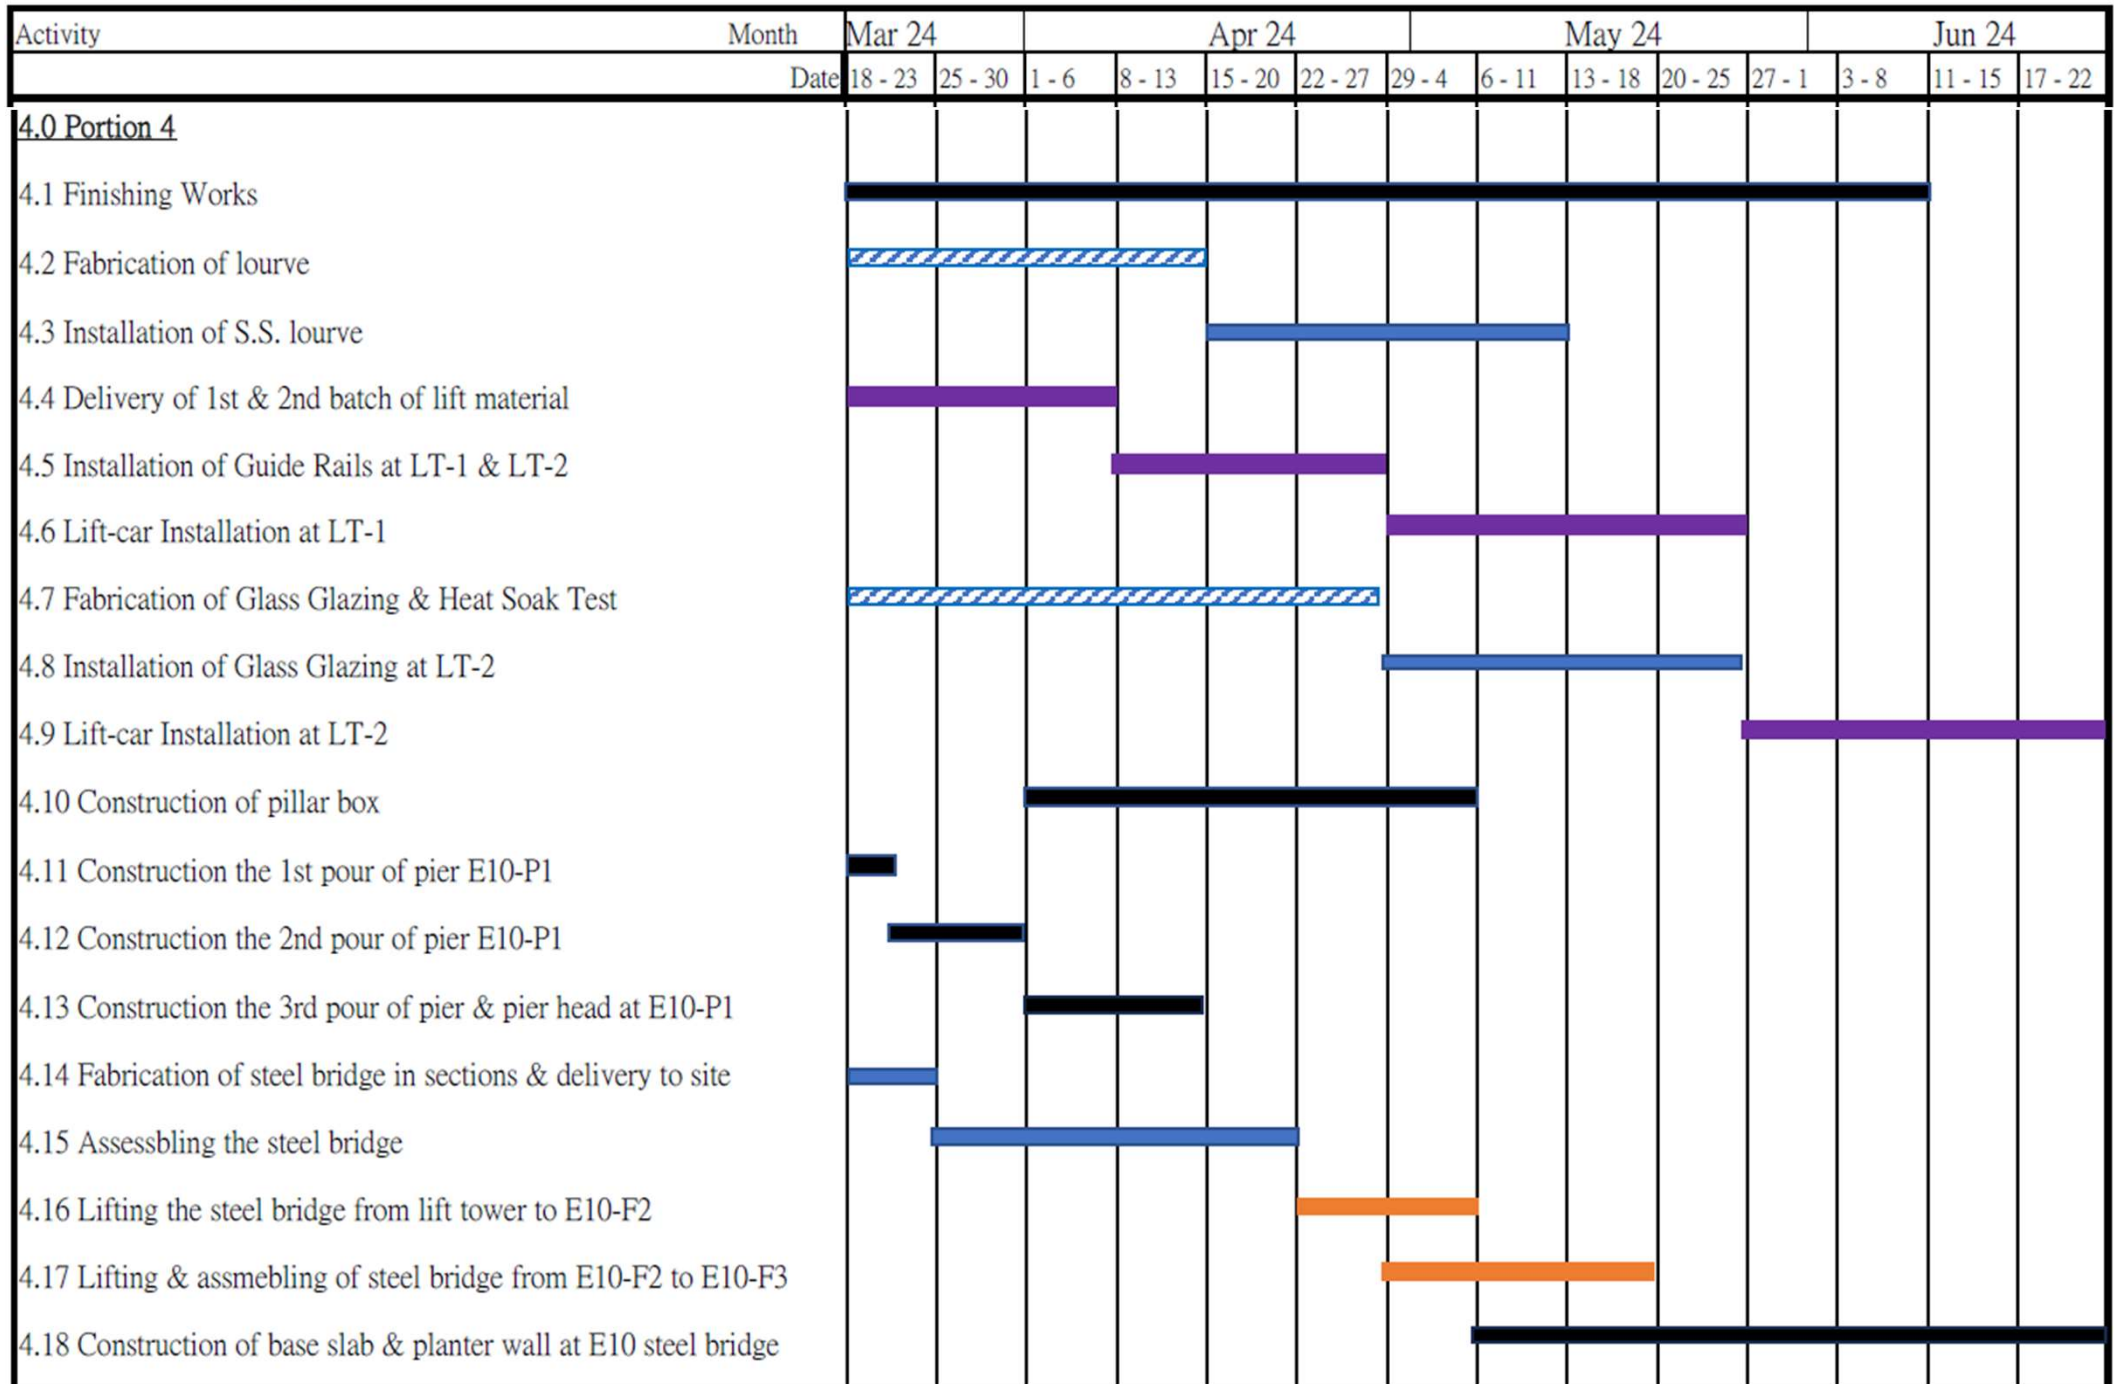 Activity Month Mar 24 Apr 24 May 24 Jun 24
Date 18 - 23 25 - 30 1 - 6 8 - 13 15 - 20 22 - 27 29 - 4 6 - 11 13 - 18 20 - 25 27 - 1 3 - 8 11 - 15 17 - 22
4.0 Portion 4
4.1 Finishing Works
4.2 Fabrication of lourve
4.3 Installation of S.S. lourve
4.4 Delivery of 1st & 2nd batch of lift material
4.5 Installation of Guide Rails at LT-1 & LT-2
4.6 Lift-car Installation at LT-1
4.7 Fabrication of Glass Glazing & Heat Soak Test
4.8 Installation of Glass Glazing at LT-2
4.9 Lift-car Installation at LT-2
4.10 Construction of pillar box
4.11 Construction the 1st pour of pier E10-P1
4.12 Construction the 2nd pour of pier E10-P1
4.13 Construction the 3rd pour of pier & pier head at E10-P1
4.14 Fabrication of steel bridge in sections & delivery to site
4.15 Assessbling the steel bridge
4.16 Lifting the steel bridge from lift tower to E10-F2
4.17 Lifting & assmebling of steel bridge from E10-F2 to E10-F3
4.18 Construction of base slab & planter wall at E10 steel bridge